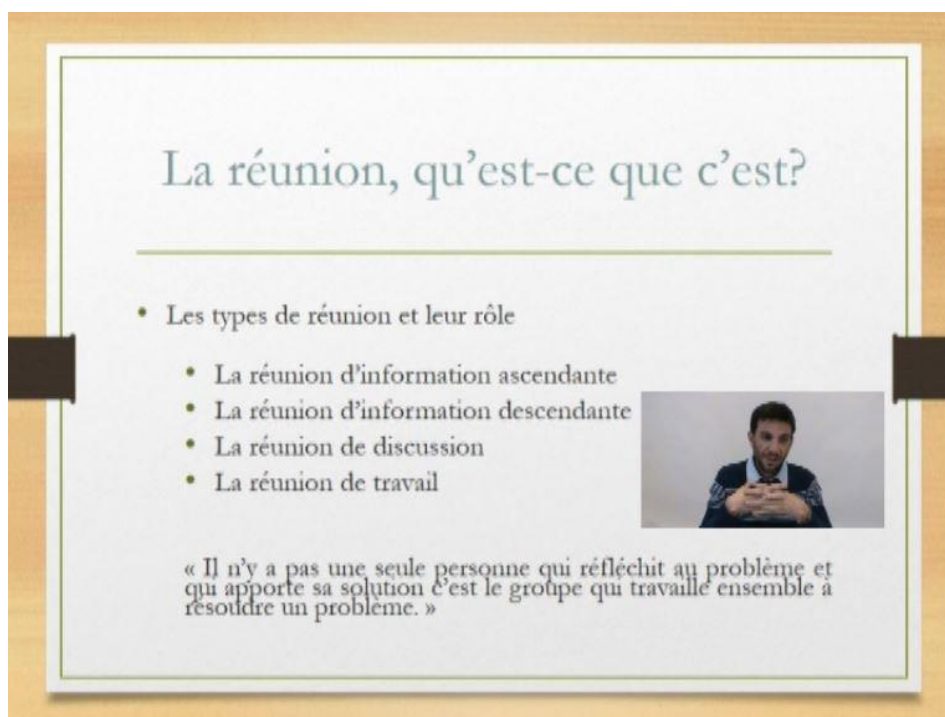 La réunion, qu'est-ce que c'est?
• Les types de réunion et leur rôle
• La réunion d'information ascendante
• La réunion d'information descendante
• La réunion de discussion
• La réunion de travail
« Il n'y a pas une seule personne qui réfléchit au problème et
qui apporte sa solution c'est le groupe qui travaille ensemble à
résoudre un problème. »